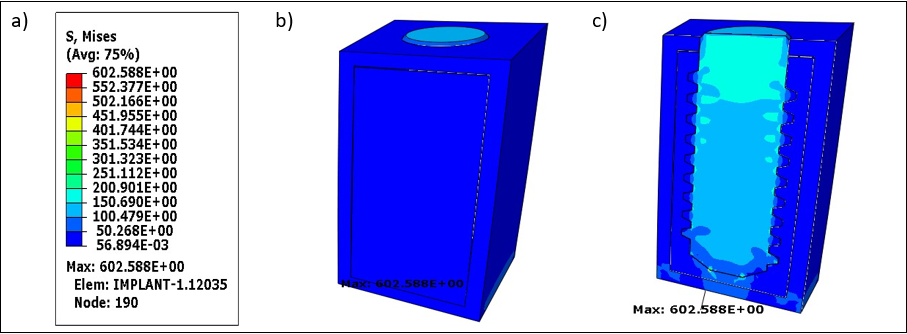 a)
S, Mises
(Avg: 75%)
602.588E+00
552.377E+00
502.166E+00
451.955E+00
401.744E+00
351.534E+00
301.323E+00
251.112E+00
200.901E+00
150.690E+00
100.479E+00
50.268E+00
56.894E-03
Max: 602.588E+00
Elem: IMPLANT-1.12035
Node: 190
b)
Max: 602.588E+00
c)
Max: 602.588E+00